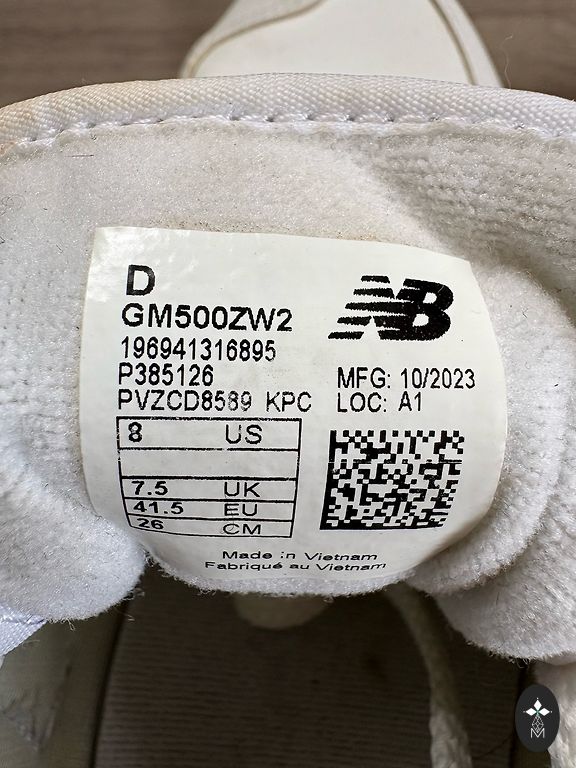 D
GM500ZW2
196941316895
P385126
PVZCD8589 KPC
NB
MFG: 10/2023
LOC: A1
8 US
7.5 UK
41.5 EU
26 CM
Made in Vietnam
Fabriqué au Vietnam
M